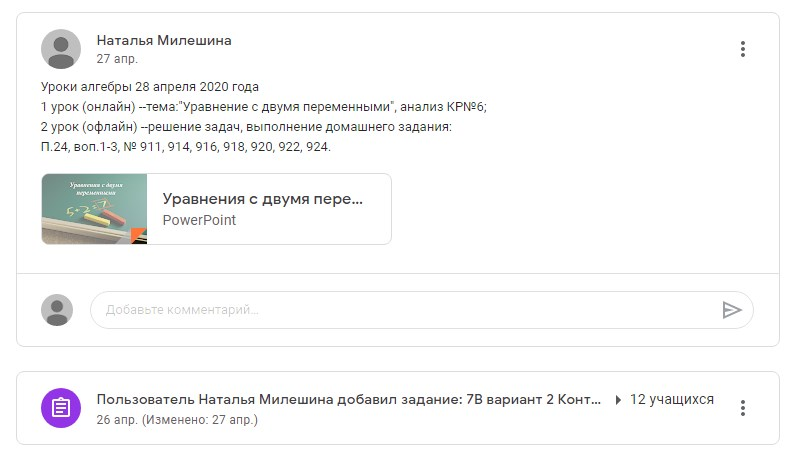 Наталья Милешина
27 апр.
Уроки алгебры 28 апреля 2020 года
1 урок (онлайн) --тема:"Уравнение с двумя переменными", анализ КР№6;
2 урок (офлайн) --решение задач, выполнение домашнего задания:
П.24, воп.1-3, № 911, 914, 916, 918, 920, 922, 924.
Уравнения с двумя
переменными
Уравнения с двумя пере...
PowerPoint
Добавьте комментарий...
Пользователь Наталья Милешина добавил задание: 7В вариант 2 Конт... 12 учащихся
26 апр. (Изменено: 27 апр.)